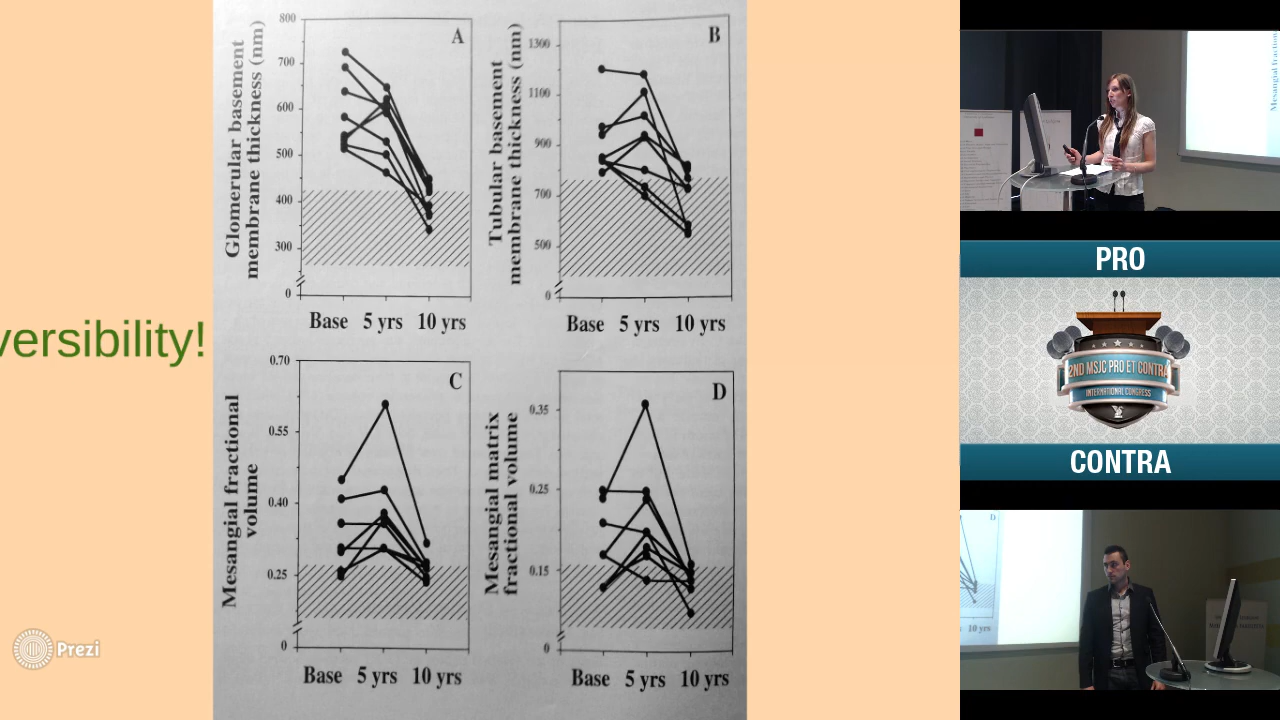 versibility!
Glomerular basement
membrane thickness (nm)
800
700
600
500
400
300
0
A
Base 5 yrs 10 yrs
Tubular basement
membrane thickness (nm)
1300
1100
900
700
500
0
B
Base 5 yrs 10 yrs
Mesangial fractional
volume
0.70
0.55
0.40
0.25
0
C
Base 5 yrs 10 yrs
Mesangial matrix
fractional volume
0.35
0.25
0.15
0
D
Base 5 yrs 10 yrs
Prezi
Mesangial fraction
PRO
2ND MSJC PRO ET CONTRA
INTERNATIONAL CONGRESS
CONTRA
D
10 yrs